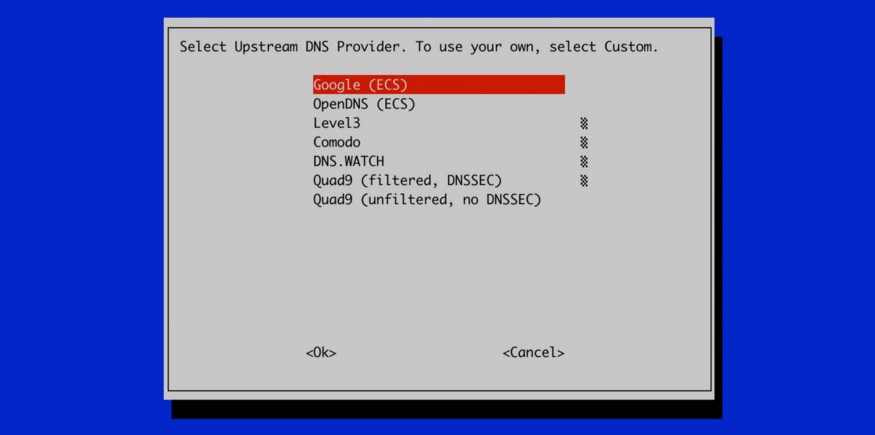 Select Upstream DNS Provider. To use your own, select Custom.
Google (ECS)
OpenDNS (ECS)
Level3
Comodo
DNS.WATCH
Quad9 (filtered, DNSSEC)
Quad9 (unfiltered, no DNSSEC)
<Ok>
<Cancel>